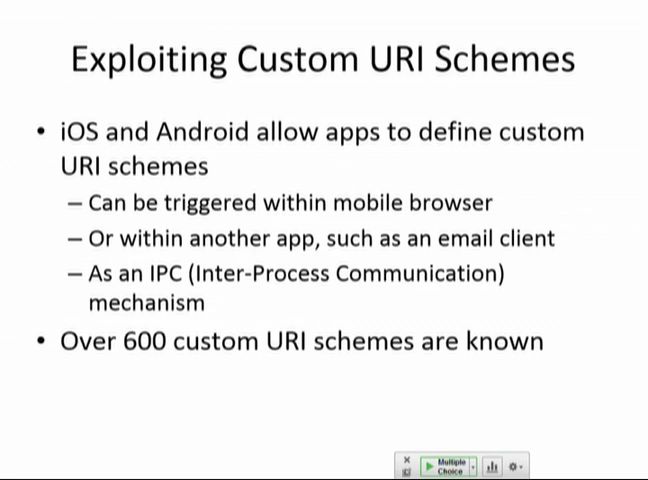 Exploiting Custom URI Schemes
• iOS and Android allow apps to define custom
URI schemes
– Can be triggered within mobile browser
– Or within another app, such as an email client
– As an IPC (Inter-Process Communication)
mechanism
• Over 600 custom URI schemes are known
Multiple
Choice